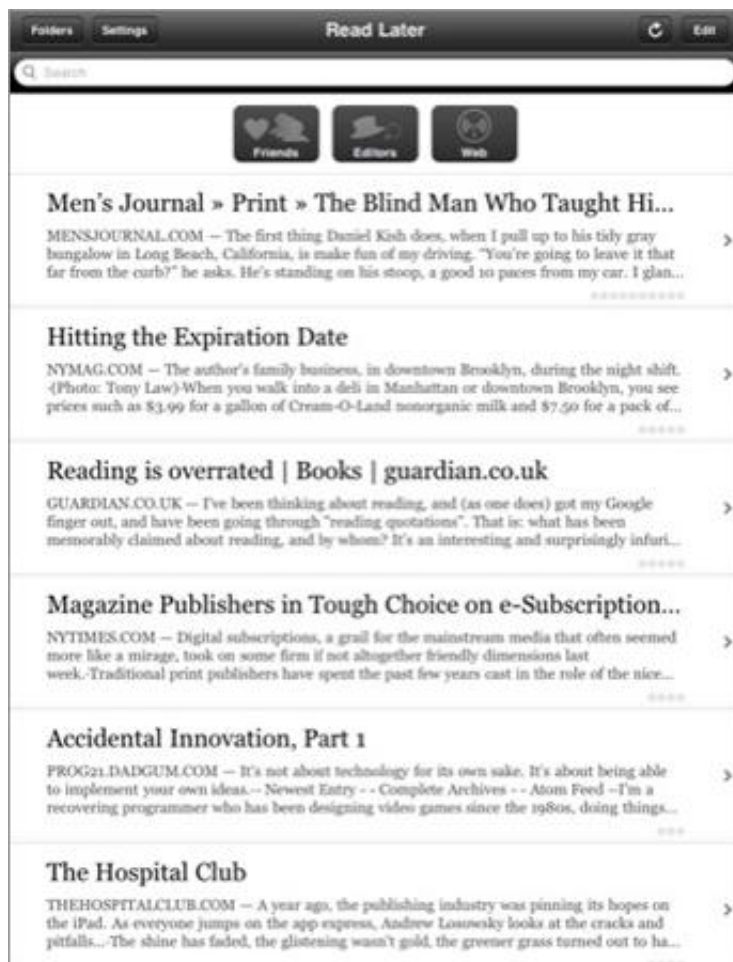 Folders Settings Read Later Edit
Search
Friends Editors Web
Men's Journal » Print » The Blind Man Who Taught Hi...
MENSJOURNAL.COM — The first thing Daniel Kish does, when I pull up to his tidy gray
bungalow in Long Beach, California, is make fun of my driving. "You're going to leave it that
far from the curb?" he asks. He's standing on his stoop, a good 10 paces from my car. I glan...
Hitting the Expiration Date
NYMAG.COM — The author's family business, in downtown Brooklyn, during the night shift.
-(Photo: Tony Law)-When you walk into a deli in Manhattan or downtown Brooklyn, you see
prices such as $3.99 for a gallon of Cream-O-Land nonorganic milk and $7.50 for a pack of...
Reading is overrated | Books | guardian.co.uk
GUARDIAN.CO.UK — I've been thinking about reading, and (as one does) got my Google
finger out, and have been going through "reading quotations". That is: what has been
memorably claimed about reading, and by whom? It's an interesting and surprisingly infuri...
Magazine Publishers in Tough Choice on e-Subscription...
NYTIMES.COM — Digital subscriptions, a grail for the mainstream media that often seemed
more like a mirage, took on some firm if not altogether friendly dimensions last
week.-Traditional print publishers have spent the past few years cast in the role of the nice...
Accidental Innovation, Part 1
PROG21.DADGUM.COM — It's not about technology for its own sake. It's about being able
to implement your own ideas.-- Newest Entry - - Complete Archives - - Atom Feed --I'm a
recovering programmer who has been designing video games since the 1980s, doing things...
The Hospital Club
THEHOSPITALCLUB.COM — A year ago, the publishing industry was pinning its hopes on
the iPad. As everyone jumps on the app express, Andrew Losowsky looks at the cracks and
pitfalls...-The shine has faded, the glistening wasn't gold, the greener grass turned out to ha...